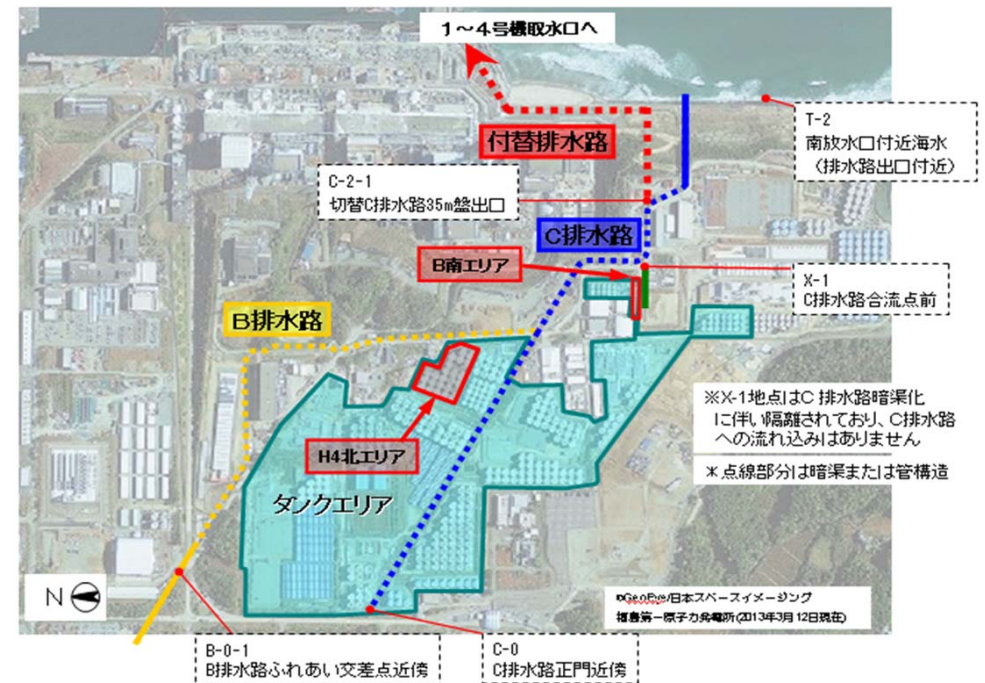 1～4号機取水口へ
付替排水路
T-2
南放水口付近海水
（排水路出口付近）
C-2-1
切替C排水路35m盤出口
C排水路
B南エリア
X-1
C排水路合流点前
B排水路
※X-1地点はC 排水路暗渠化
に伴い隔離されており、C排水路
への流れ込みはありません
＊点線部分は暗渠または管構造
H4北エリア
タンクエリア
N
©GeoEye/日本スペースイメージング
福島第一原子力発電所(2013年3月12日現在)
B-0-1
B排水路ふれあい交差点近傍
C-0
C排水路正門近傍